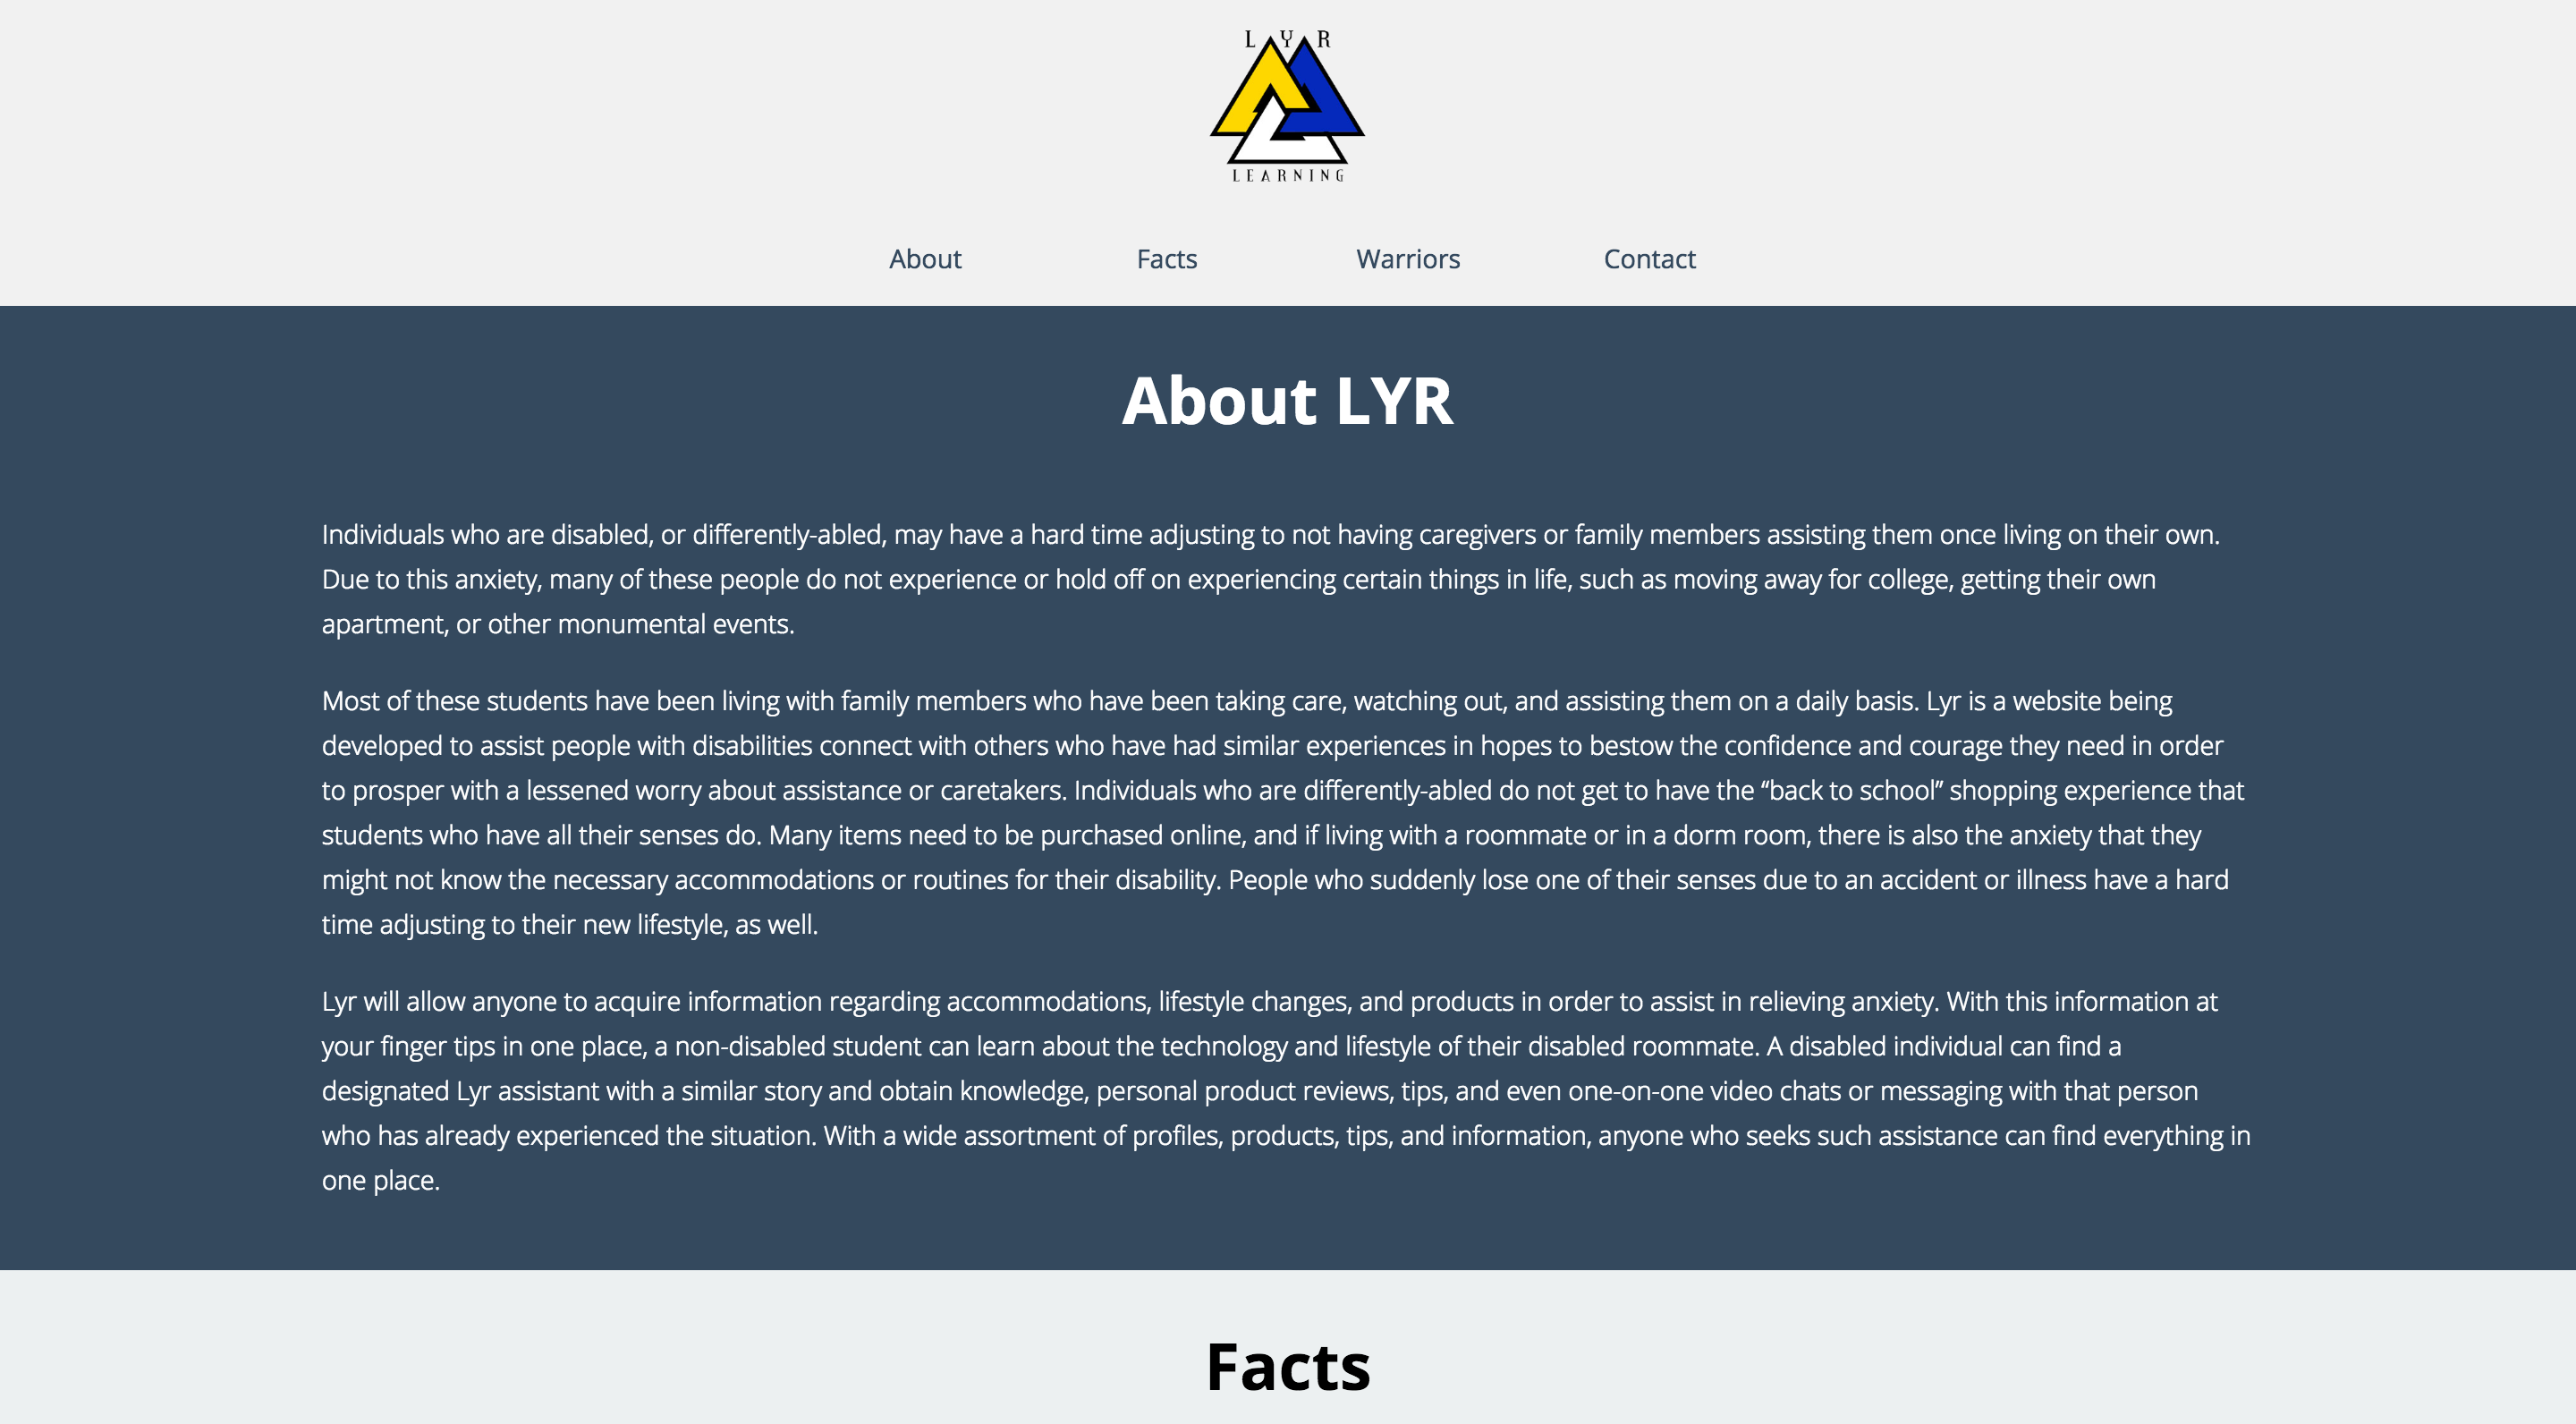 L Y R
LEARNING
About Facts Warriors Contact
About LYR
Individuals who are disabled, or differently-abled, may have a hard time adjusting to not having caregivers or family members assisting them once living on their own.
Due to this anxiety, many of these people do not experience or hold off on experiencing certain things in life, such as moving away for college, getting their own
apartment, or other monumental events.
Most of these students have been living with family members who have been taking care, watching out, and assisting them on a daily basis. Lyr is a website being
developed to assist people with disabilities connect with others who have had similar experiences in hopes to bestow the confidence and courage they need in order
to prosper with a lessened worry about assistance or caretakers. Individuals who are differently-abled do not get to have the “back to school” shopping experience that
students who have all their senses do. Many items need to be purchased online, and if living with a roommate or in a dorm room, there is also the anxiety that they
might not know the necessary accommodations or routines for their disability. People who suddenly lose one of their senses due to an accident or illness have a hard
time adjusting to their new lifestyle, as well.
Lyr will allow anyone to acquire information regarding accommodations, lifestyle changes, and products in order to assist in relieving anxiety. With this information at
your finger tips in one place, a non-disabled student can learn about the technology and lifestyle of their disabled roommate. A disabled individual can find a
designated Lyr assistant with a similar story and obtain knowledge, personal product reviews, tips, and even one-on-one video chats or messaging with that person
who has already experienced the situation. With a wide assortment of profiles, products, tips, and information, anyone who seeks such assistance can find everything in
one place.
Facts